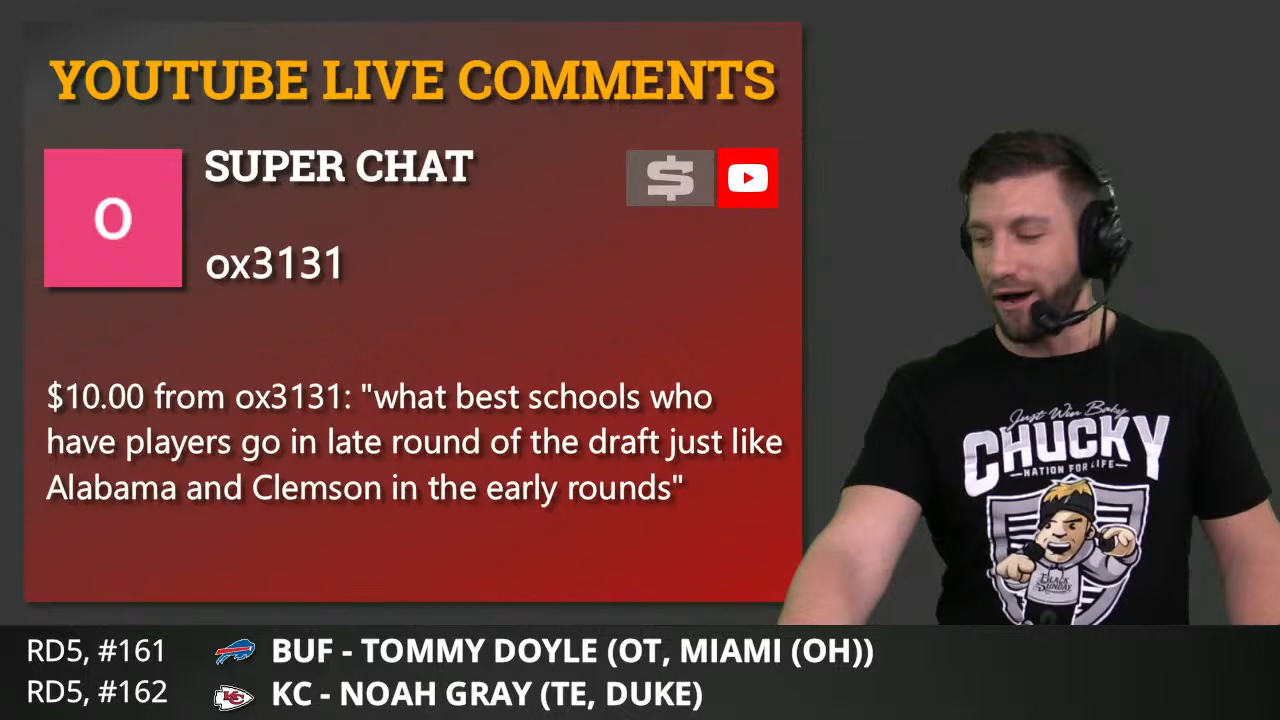 YOUTUBE LIVE COMMENTS
O
SUPER CHAT
$
ox3131
$10.00 from ox3131: "what best schools who
have players go in late round of the draft just like
Alabama and Clemson in the early rounds"
Just Win Baby
CHUCKY
NATION FOR LIFE
BLACK
SUNDAY
RD5, #161 BUF - TOMMY DOYLE (OT, MIAMI (OH))
RD5, #162 KC - NOAH GRAY (TE, DUKE)